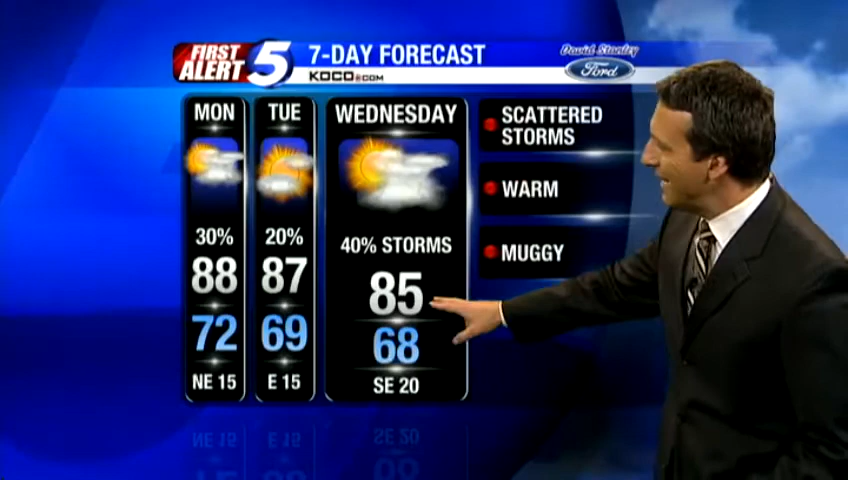 FIRST
ALERT 5
7-DAY FORECAST
KOCO.COM
David Stanley
Ford
MON
TUE
WEDNESDAY
SCATTERED
STORMS
WARM
MUGGY
30%
20%
40% STORMS
88
87
85
72
69
68
NE 15
E 15
SE 20